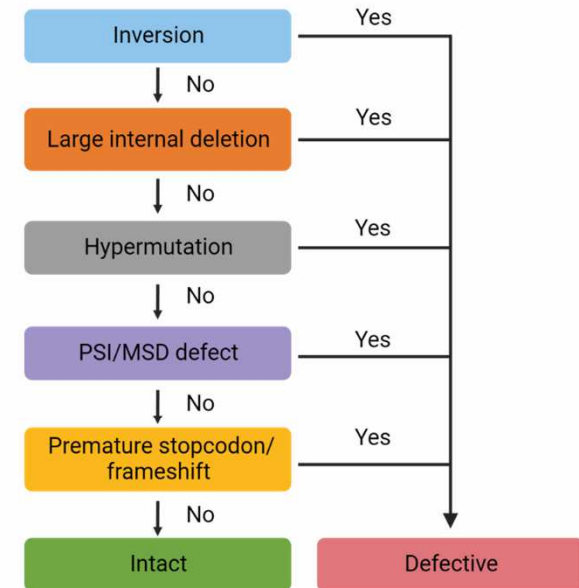 Inversion
Yes
No
Large internal deletion
Yes
No
Hypermutation
Yes
No
PSI/MSD defect
Yes
No
Premature stopcodon/
frameshift
Yes
No
Intact
Defective